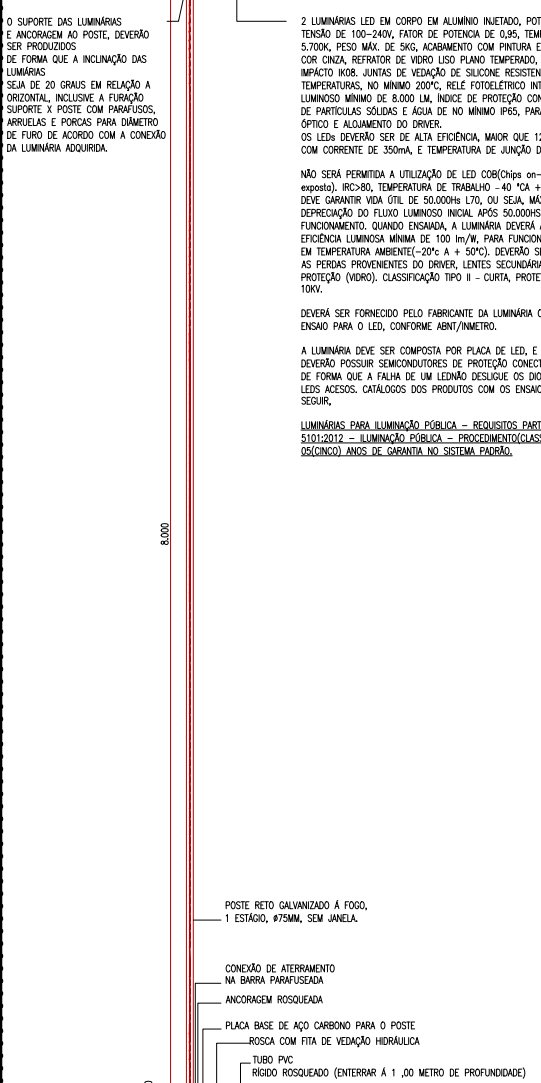 O SUPORTE DAS LUMINÁRIAS
E ANCORAGEM AO POSTE, DEVERÃO
SER PRODUZIDOS
DE FORMA QUE A INCLINAÇÃO DAS
LUMIÁRIAS
SEJA DE 20 GRAUS EM RELAÇÃO A
ORIZONTAL, INCLUSIVE A FURAÇÃO
SUPORTE X POSTE COM PARAFUSOS,
ARRUELAS E PORCAS PARA DIÂMETRO
DE FURO DE ACORDO COM A CONEXÃO
DA LUMINÁRIA ADQUIRIDA.
2 LUMINÁRIAS LED EM CORPO EM ALUMÍNIO INJETADO, POT
TENSÃO DE 100-240V, FATOR DE POTENCIA DE 0,95, TEM
5.700K, PESO MÁX. DE 5KG, ACABAMENTO COM PINTURA E
COR CINZA, REFRATOR DE VIDRO LISO PLANO TEMPERADO,
IMPÁCTO IK08. JUNTAS DE VEDAÇÃO DE SILICONE RESISTEN
TEMPERATURAS, NO MÍNIMO 200°C, RELÉ FOTOELÉTRICO INT
LUMINOSO MÍNIMO DE 8.000 LM, ÍNDICE DE PROTEÇÃO CON
DE PARTÍCULAS SÓLIDAS E ÁGUA DE NO MÍNIMO IP65, PAR
ÓPTICO E ALOJAMENTO DO DRIVER.
OS LEDs DEVERÃO SER DE ALTA EFICIÊNCIA, MAIOR QUE 12
COM CORRENTE DE 350mA, E TEMPERATURA DE JUNÇÃO D
NÃO SERÁ PERMITIDA A UTILIZAÇÃO DE LED COB(Chips on-
exposta). IRC>80, TEMPERATURA DE TRABALHO -40 °CA +
DEVE GARANTIR VIDA ÚTIL DE 50.000Hs L70, OU SEJA, MÁ
DEPRECIAÇÃO DO FLUXO LUMINOSO INICIAL APÓS 50.000HS
FUNCIONAMENTO. QUANDO ENSAIADA, A LUMINÁRIA DEVERÁ
EFICIÊNCIA LUMINOSA MÍNIMA DE 100 lm/W, PARA FUNCION
EM TEMPERATURA AMBIENTE(-20°c A + 50°C). DEVERÃO SE
AS PERDAS PROVENIENTES DO DRIVER, LENTES SECUNDÁRIA
PROTEÇÃO (VIDRO). CLASSIFICAÇÃO TIPO II - CURTA, PROTE
10KV.
DEVERÁ SER FORNECIDO PELO FABRICANTE DA LUMINÁRIA O
ENSAIO PARA O LED, CONFORME ABNT/INMETRO.
A LUMINÁRIA DEVE SER COMPOSTA POR PLACA DE LED, E
DEVERÃO POSSUIR SEMICONDUTORES DE PROTEÇÃO CONECT
DE FORMA QUE A FALHA DE UM LEDNÃO DESLIGUE OS DIO
LEDS ACESOS. CATÁLOGOS DOS PRODUTOS COM OS ENSAIO
SEGUIR,
LUMINÁRIAS PARA ILUMINAÇÃO PÚBLICA - REQUISITOS PART
5101:2012 - ILUMINAÇÃO PÚBLICA - PROCEDIMENTO(CLASS
05(CINCO) ANOS DE GARANTIA NO SISTEMA PADRÃO.
8.000
POSTE RETO GALVANIZADO Á FOGO,
1 ESTÁGIO, ø75MM, SEM JANELA.
CONEXÃO DE ATERRAMENTO
NA BARRA PARAFUSEADA
ANCORAGEM ROSQUEADA
PLACA BASE DE AÇO CARBONO PARA O POSTE
ROSCA COM FITA DE VEDAÇÃO HIDRÁULICA
TUBO PVC
RÍGIDO ROSQUEADO (ENTERRAR Á 1 ,00 METRO DE PROFUNDIDADE)